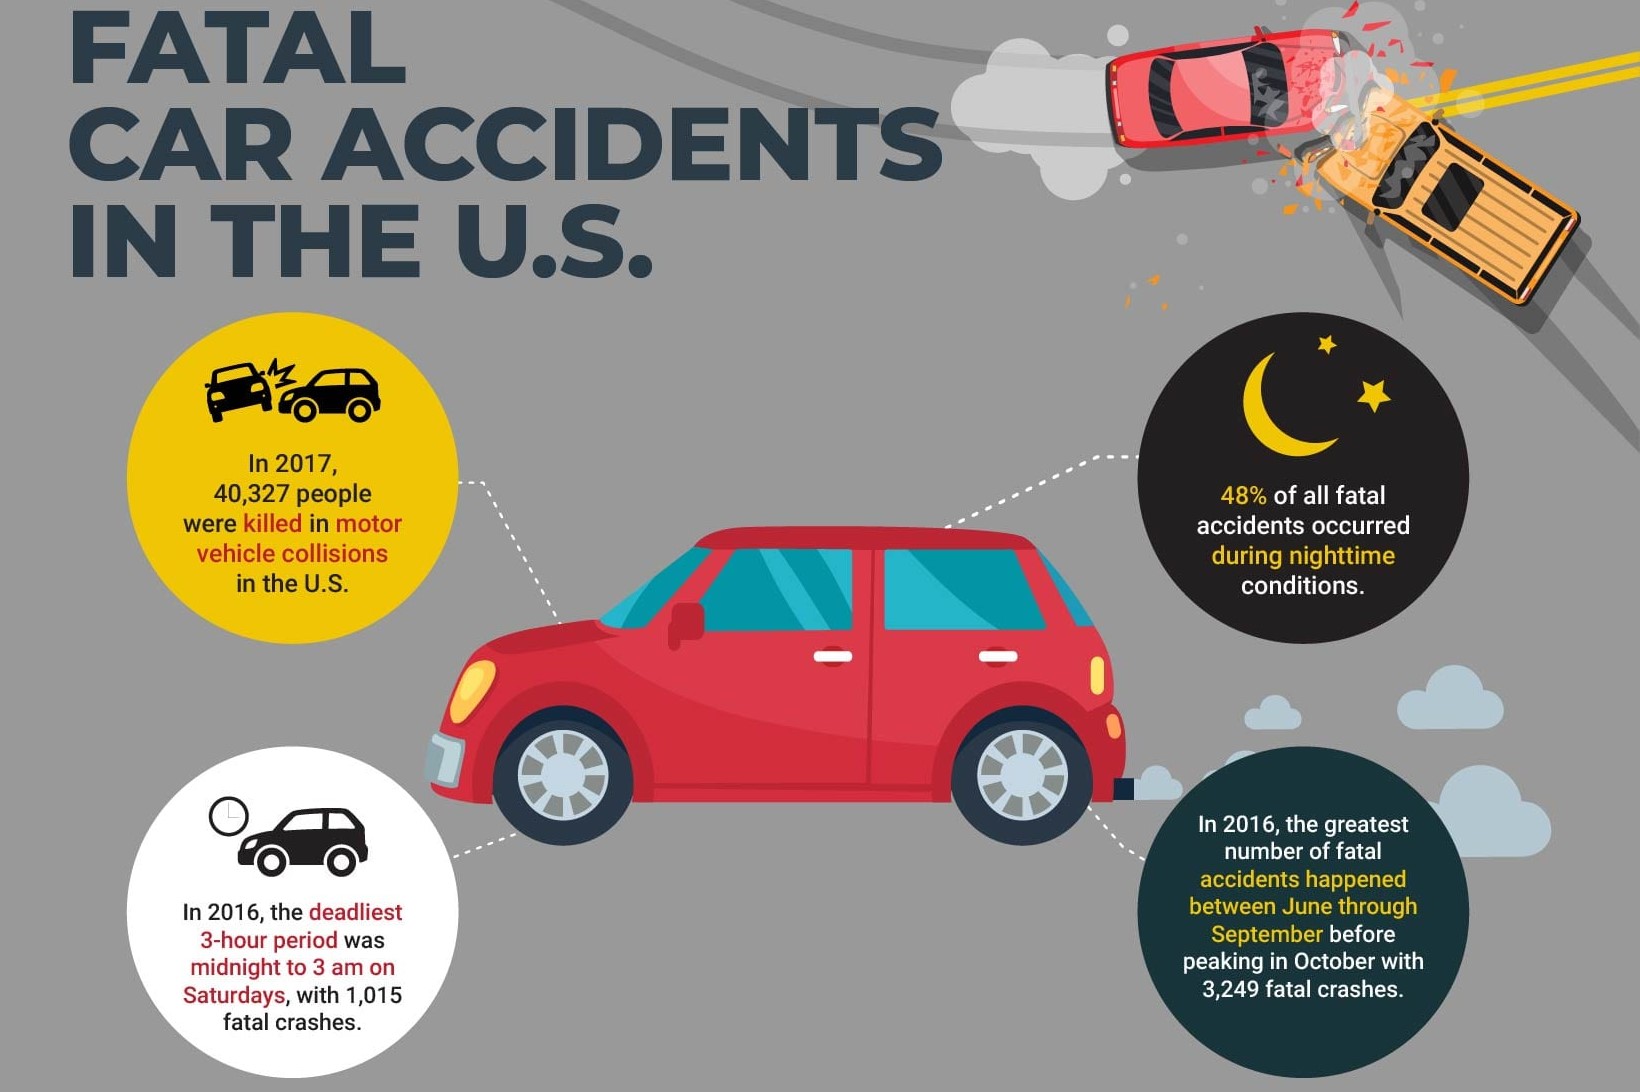 FATAL
CAR ACCIDENTS
IN THE U.S.
In 2017,
40,327 people
were killed in motor
vehicle collisions
in the U.S.
48% of all fatal
accidents occurred
during nighttime
conditions.
In 2016, the deadliest
3-hour period was
midnight to 3 am on
Saturdays, with 1,015
fatal crashes.
In 2016, the greatest
number of fatal
accidents happened
between June through
September before
peaking in October with
3,249 fatal crashes.